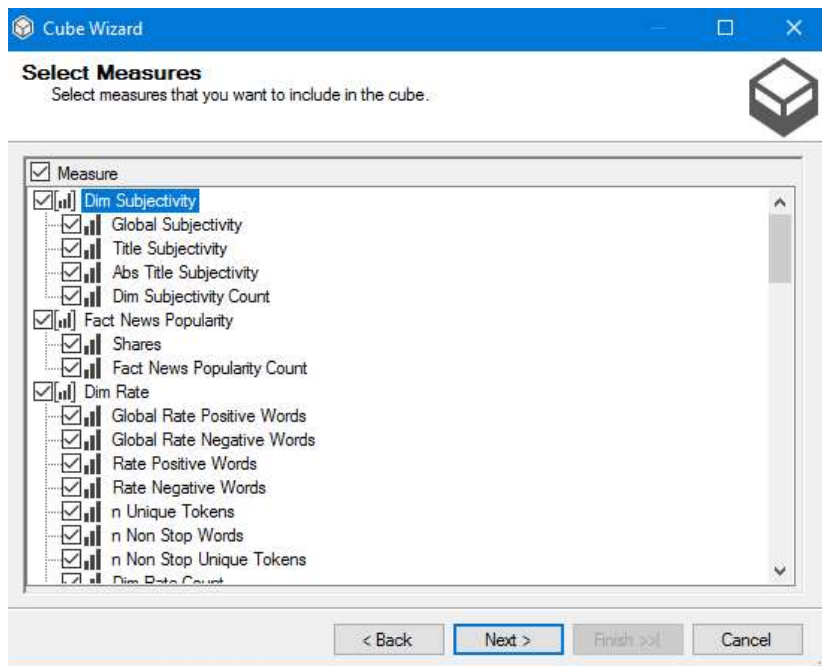 Cube Wizard
Select Measures
Select measures that you want to include in the cube.
Measure
Dim Subjectivity
Global Subjectivity
Title Subjectivity
Abs Title Subjectivity
Dim Subjectivity Count
Fact News Popularity
Shares
Fact News Popularity Count
Dim Rate
Global Rate Positive Words
Global Rate Negative Words
Rate Positive Words
Rate Negative Words
n Unique Tokens
n Non Stop Words
n Non Stop Unique Tokens
Dim Rate Count
< Back Next > Finish >>| Cancel